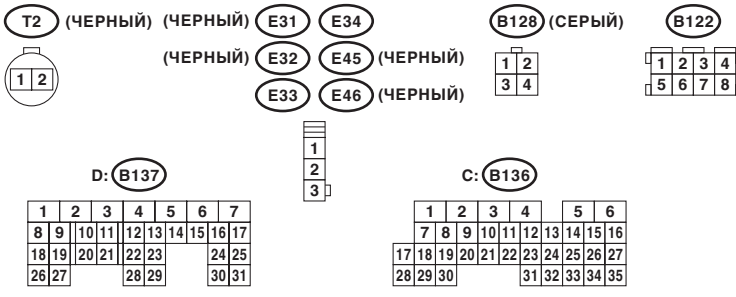 T2 (ЧЕРНЫЙ) (ЧЕРНЫЙ) E31 E34 B128 (СЕРЫЙ) B122
(ЧЕРНЫЙ) E32 E45 (ЧЕРНЫЙ)
E33 E46 (ЧЕРНЫЙ)
1 2
1 2
3 4
1 2 3 4
5 6 7 8
1
2
3
D: B137
1 2 3 4 5 6 7
8 9 10 11 12 13 14 15 16 17
18 19 20 21 22 23 24 25
26 27 28 29 30 31
C: B136
1 2 3 4 5 6
7 8 9 10 11 12 13 14 15 16
17 18 19 20 21 22 23 24 25 26 27
28 29 30 31 32 33 34 35